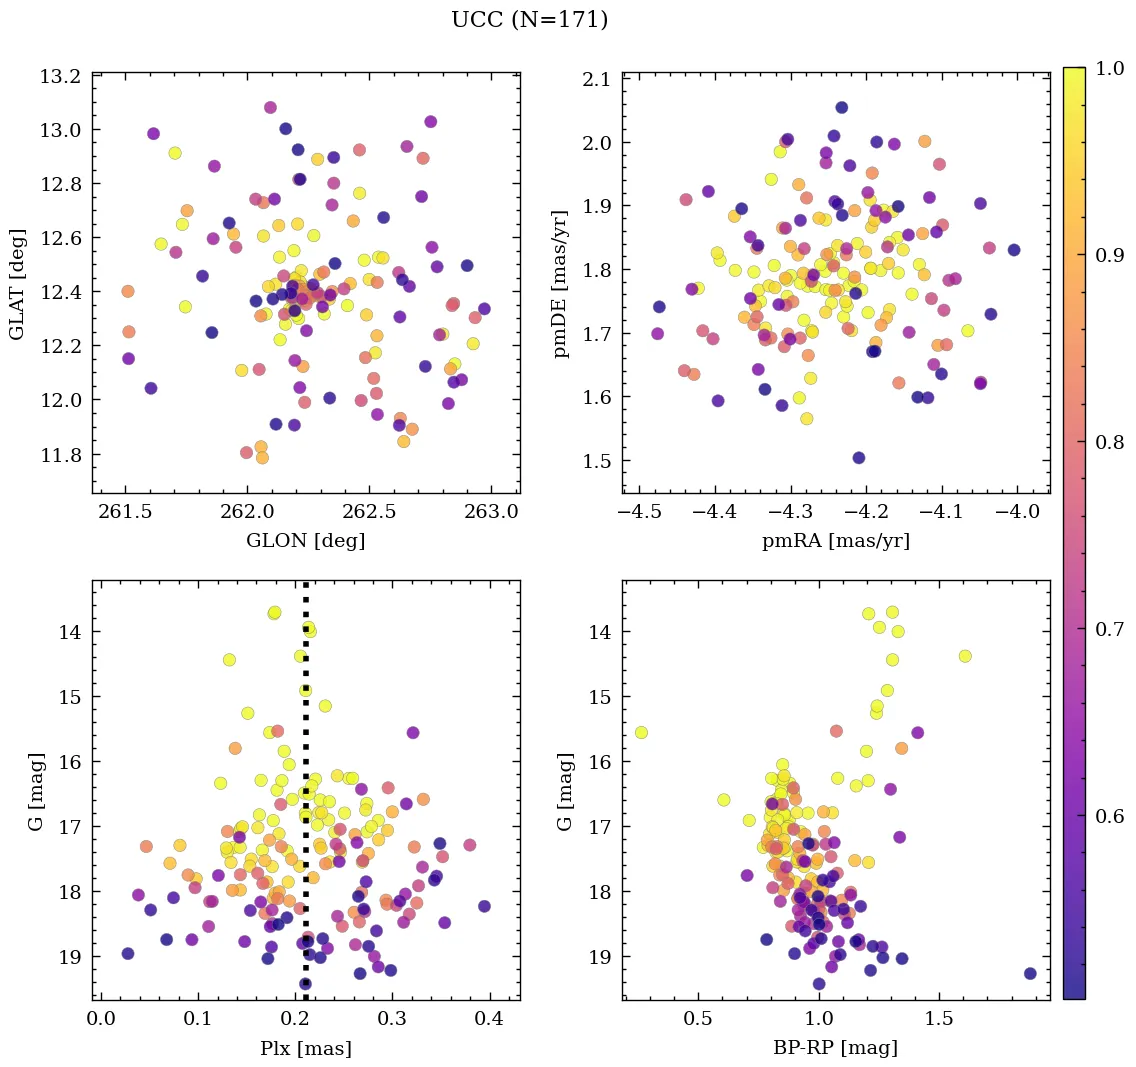 UCC (N=171)
13.2
13.0
12.8
12.6
12.4
12.2
12.0
11.8
GLAT [deg]
261.5 262.0 262.5 263.0
GLON [deg]
2.1
2.0
1.9
1.8
1.7
1.6
1.5
pmDE [mas/yr]
−4.5 −4.4 −4.3 −4.2 −4.1 −4.0
pmRA [mas/yr]
14
15
16
17
18
19
G [mag]
0.0 0.1 0.2 0.3 0.4
Plx [mas]
14
15
16
17
18
19
G [mag]
0.5 1.0 1.5
BP-RP [mag]
1.0
0.9
0.8
0.7
0.6